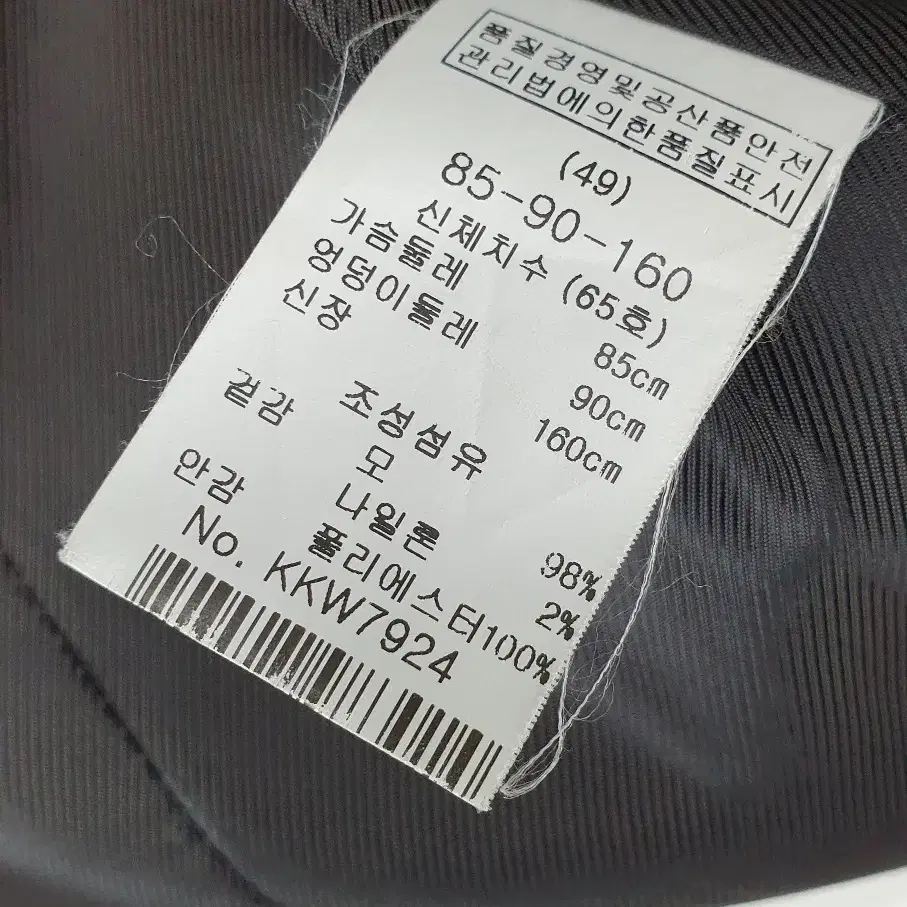 품질경영및공산품안전
관리법에의한품질표시
(49)
85-90-160
신체치수 (65호)
가슴둘레 85cm
엉덩이둘레 90cm
신장 160cm
조성섬유
겉감 모 98%
나일론 2%
안감 폴리에스터100%
No. KKW7924